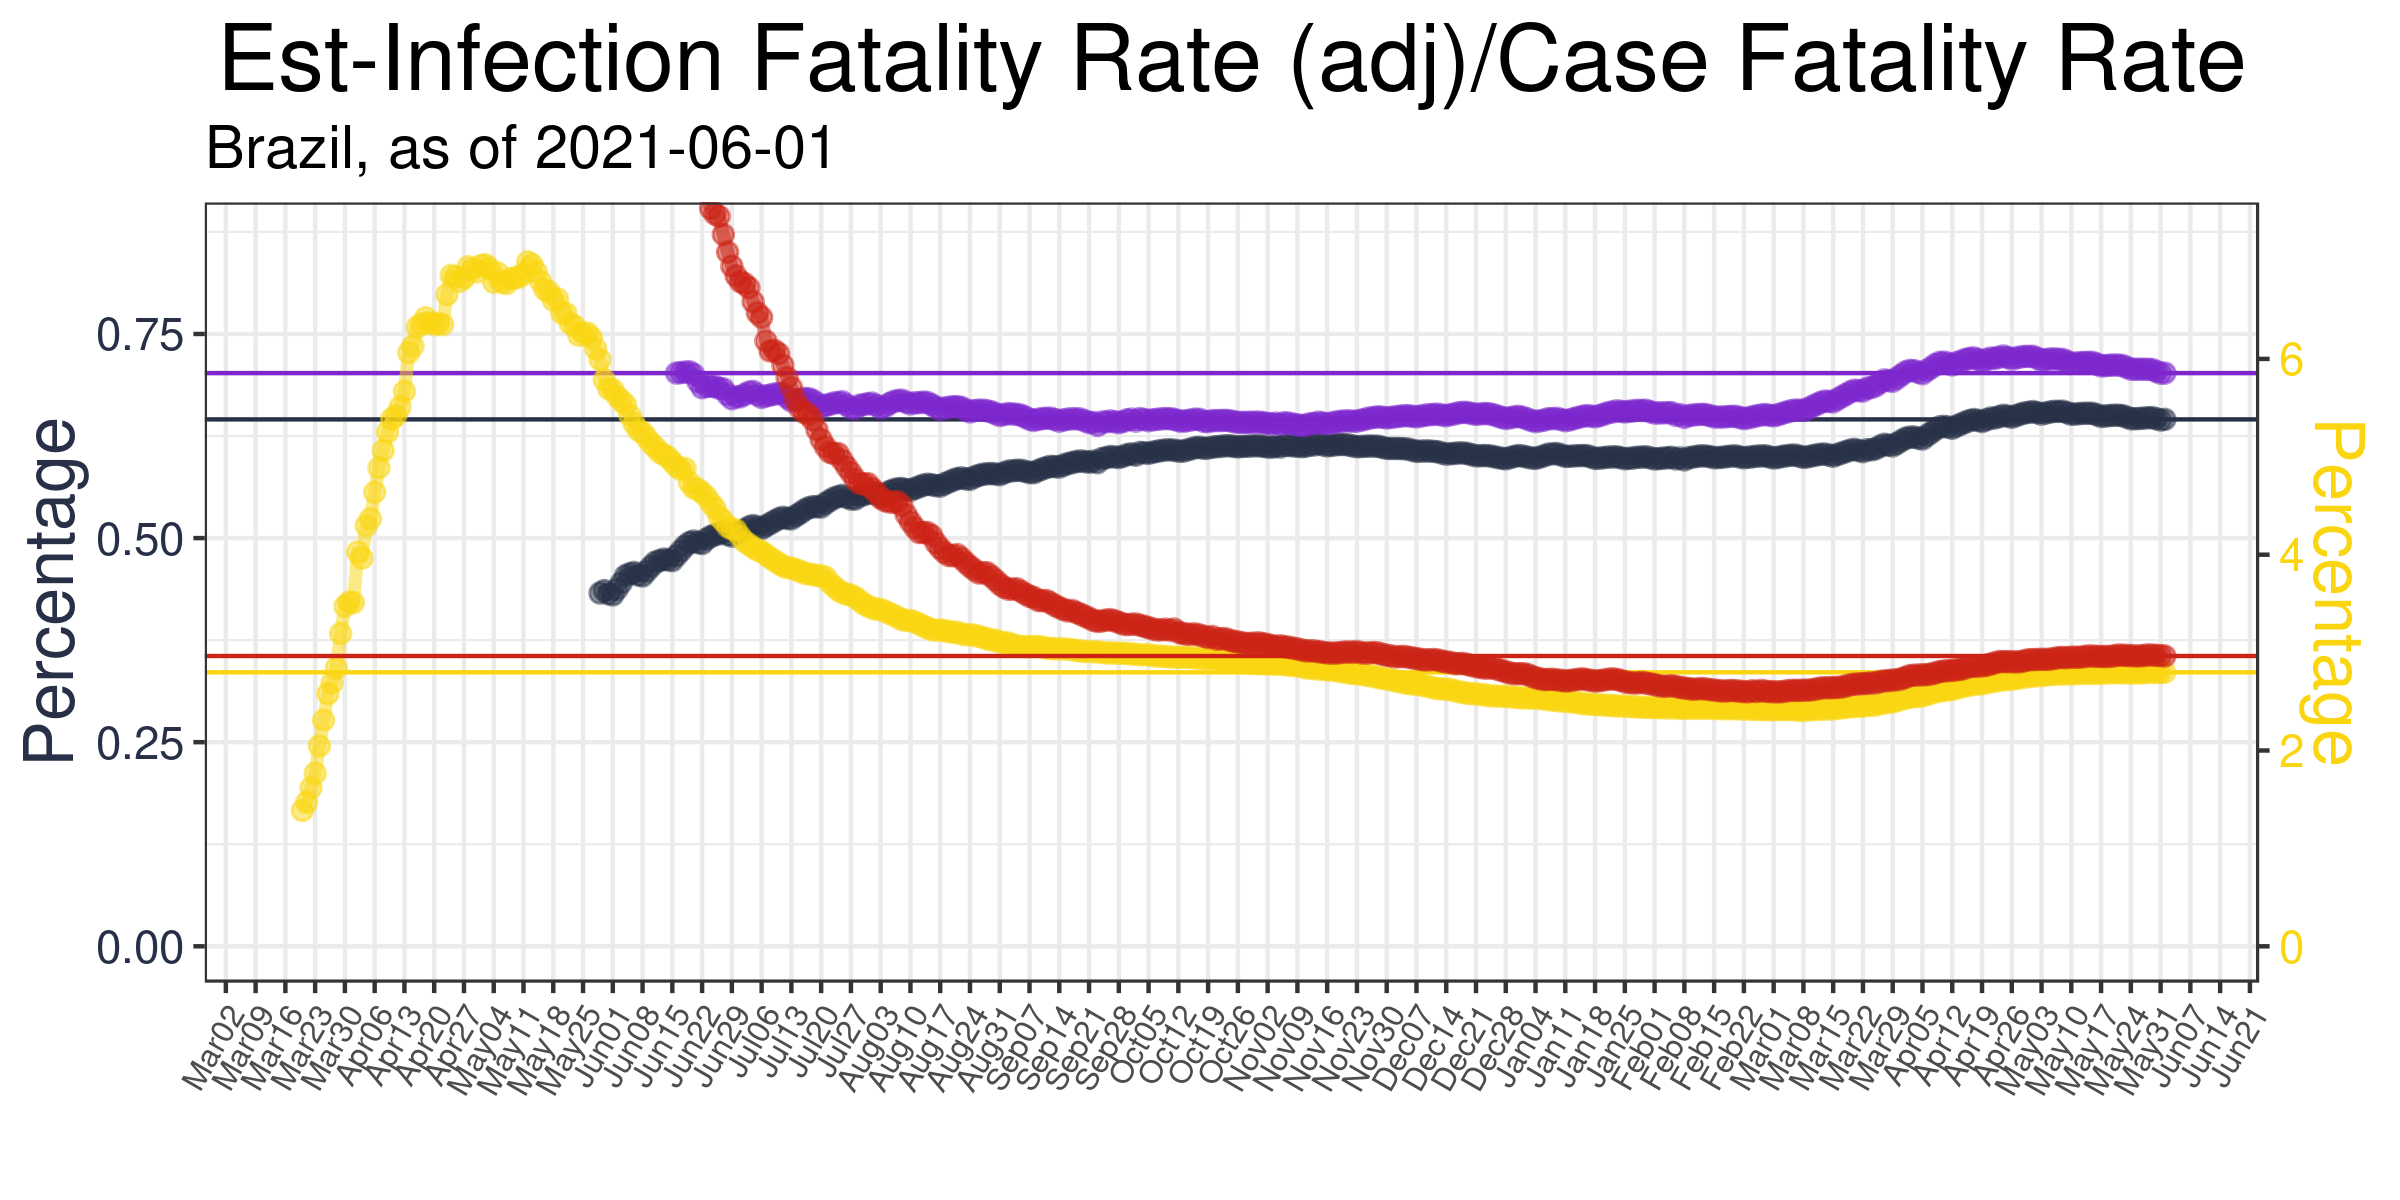 Est-Infection Fatality Rate (adj)/Case Fatality Rate
Brazil, as of 2021-06-01
Percentage
0.75
0.50
0.25
0.00
6
4
2
0
Percentage
Mar02
Mar09
Mar16
Mar23
Mar30
Apr06
Apr13
Apr20
Apr27
May04
May11
May18
May25
Jun01
Jun08
Jun15
Jun22
Jun29
Jul06
Jul13
Jul20
Jul27
Aug03
Aug10
Aug17
Aug24
Aug31
Sep07
Sep14
Sep21
Sep28
Oct05
Oct12
Oct19
Oct26
Nov02
Nov09
Nov16
Nov23
Nov30
Dec07
Dec14
Dec21
Dec28
Jan04
Jan11
Jan18
Jan25
Feb01
Feb08
Feb15
Feb22
Mar01
Mar08
Mar15
Mar22
Mar29
Apr05
Apr12
Apr19
Apr26
May03
May10
May17
May24
May31
Jun07
Jun14
Jun21